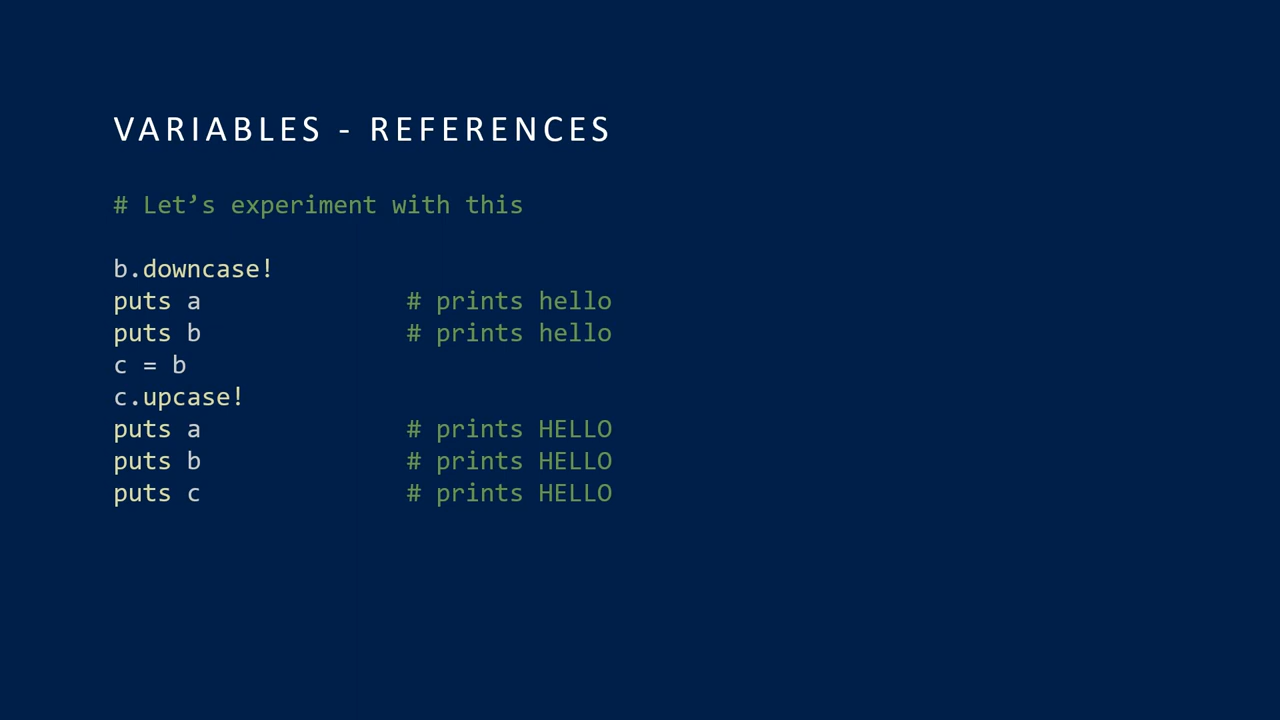 VARIABLES - REFERENCES
# Let’s experiment with this
b.downcase!
puts a # prints hello
puts b # prints hello
c = b
c.upcase!
puts a # prints HELLO
puts b # prints HELLO
puts c # prints HELLO